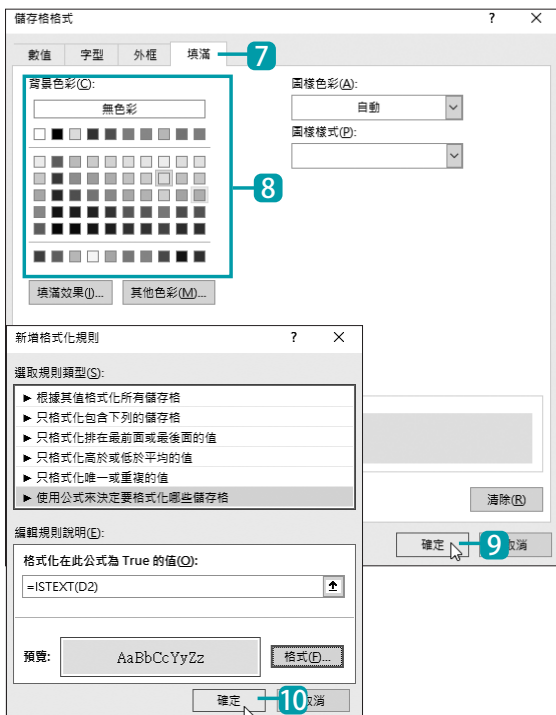 儲存格格式 ? ×
數值 字型 外框 填滿 7
背景色彩(C): 圖樣色彩(A):
無色彩 自動
圖樣樣式(P):
8
填滿效果(I)... 其他色彩(M)...
新增格式化規則 ? ×
選取規則類型(S):
► 根據其值格式化所有儲存格
► 只格式化包含下列的儲存格
► 只格式化排在最前面或最後面的值
► 只格式化高於或低於平均的值
► 只格式化唯一或重複的值
► 使用公式來決定要格式化哪些儲存格
清除(R)
編輯規則說明(E):
確定 9 取消
格式化在此公式為 True 的值(O):
=ISTEXT(D2)
預覽: AaBbCcYyZz 格式(F)...
確定 10 取消